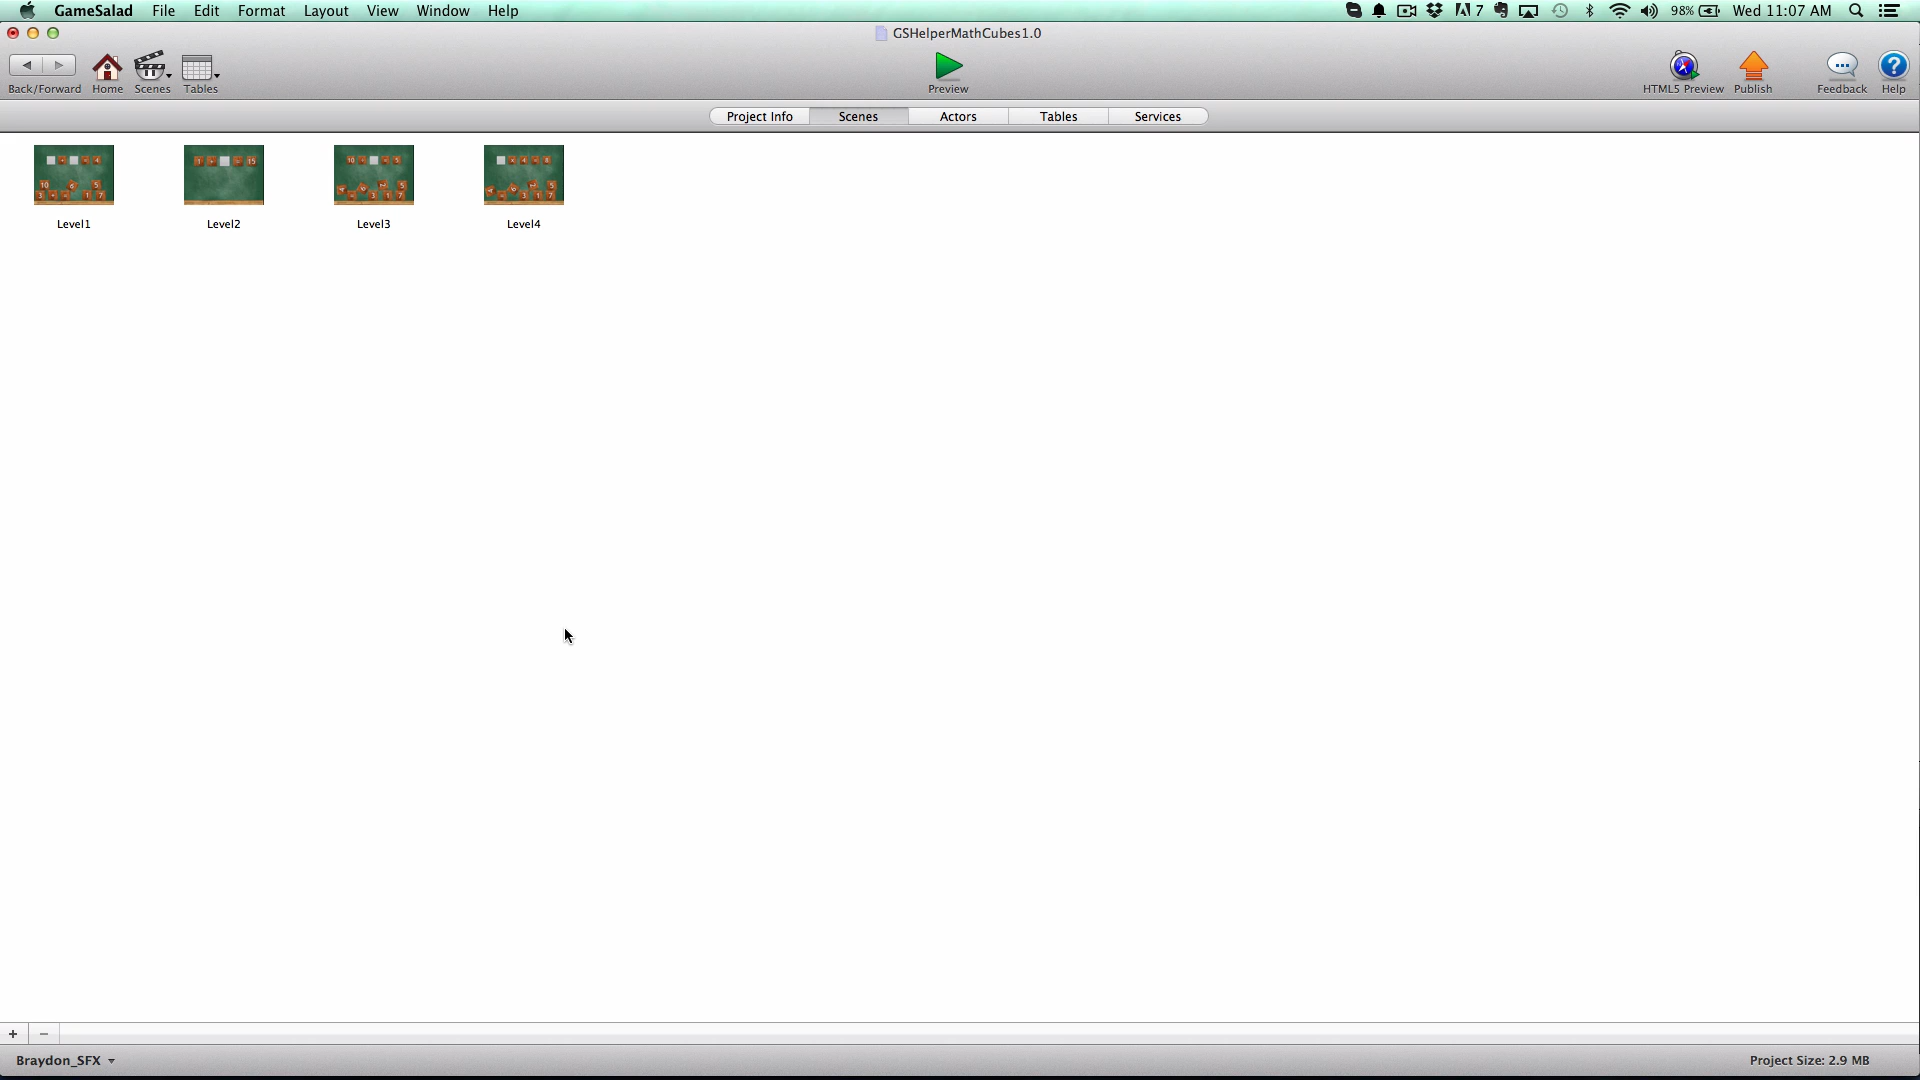 GameSalad File Edit Format Layout View Window Help 7 98% Wed 11:07 AM
GSHelperMathCubes1.0
Back/Forward Home Scenes Tables Preview HTML5 Preview Publish Feedback Help
Project Info Scenes Actors Tables Services
Level1 Level2 Level3 Level4
+ −
Braydon_SFX Project Size: 2.9 MB